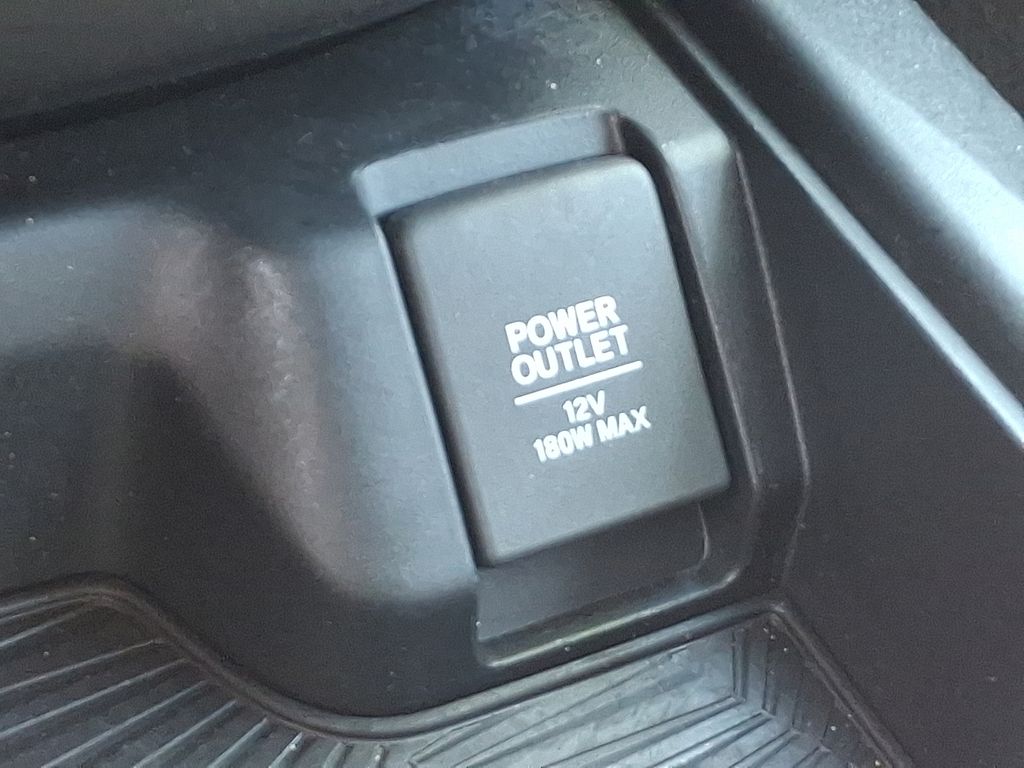 POWER
OUTLET
12V
180W MAX